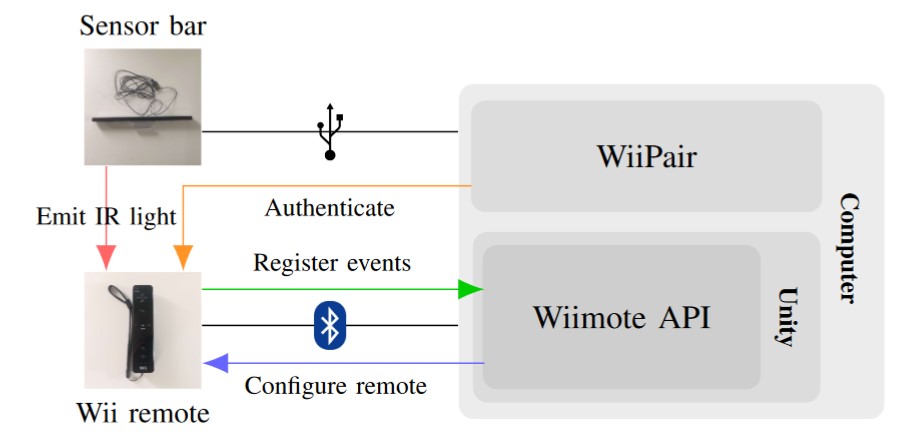 Sensor bar
WiiPair
Authenticate
Emit IR light
Computer
Register events
Wiimote API
Unity
Configure remote
Wii remote